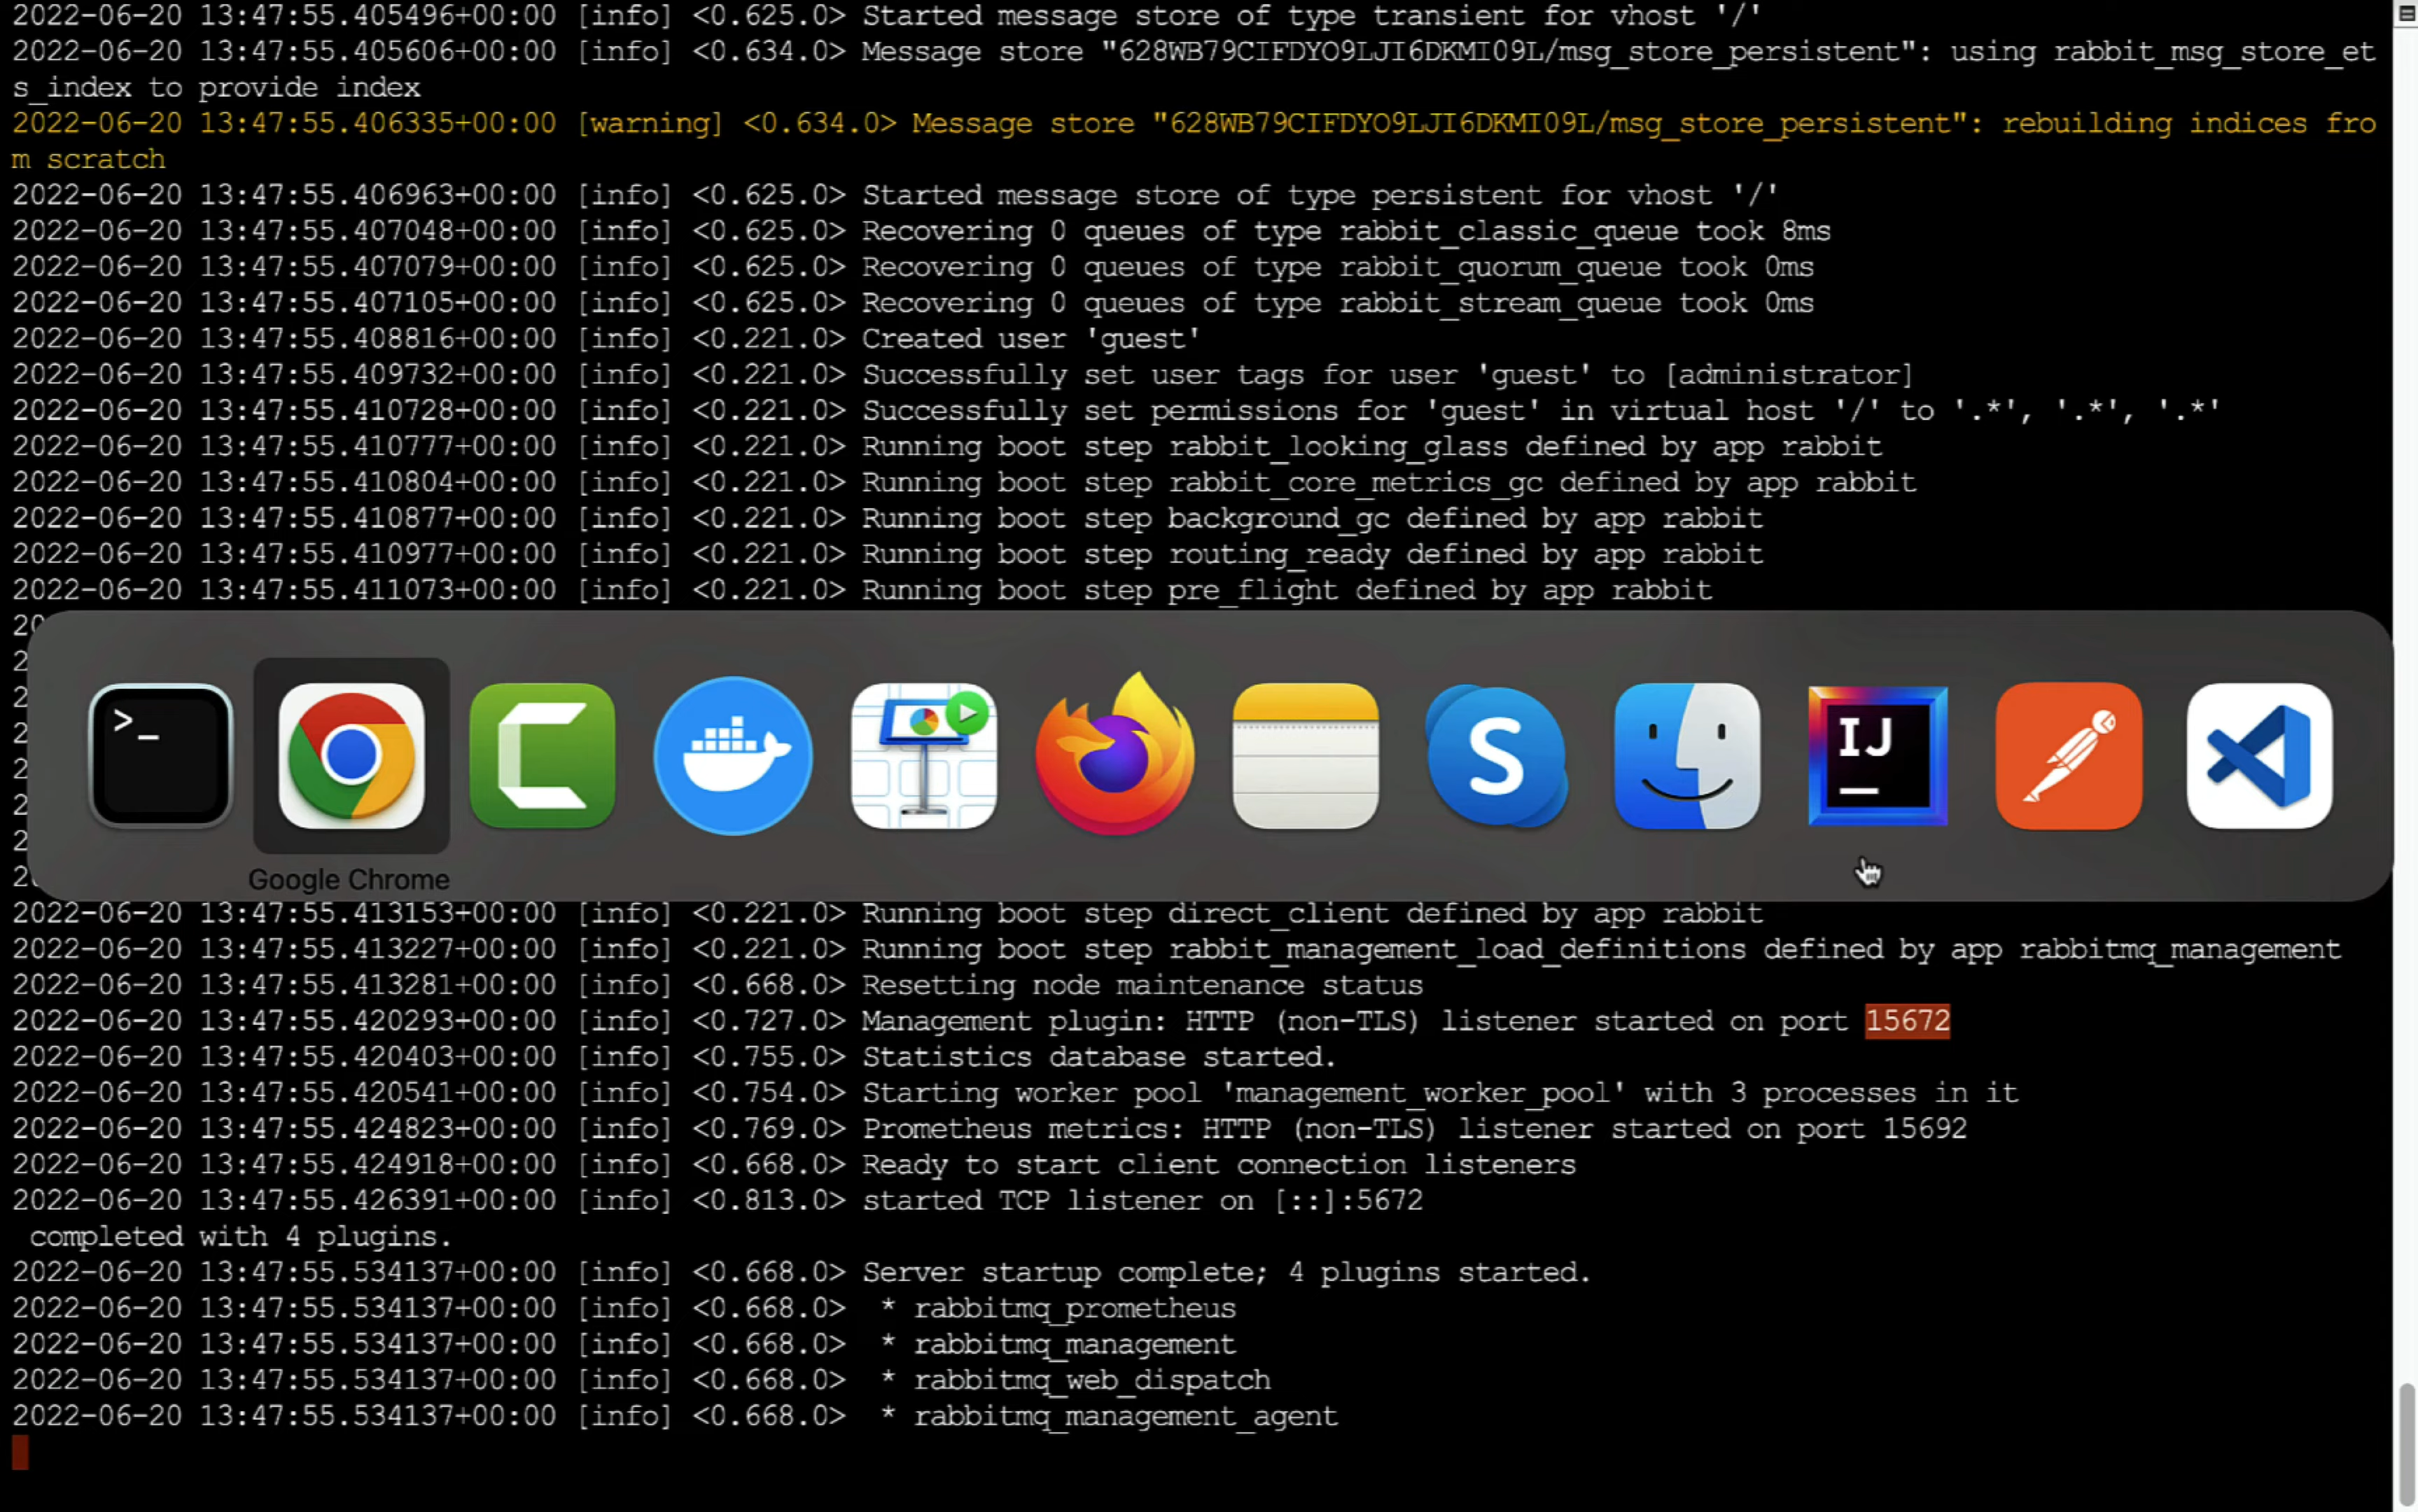 2022-06-20 13:47:55.405496+00:00 [info] <0.625.0> Started message store of type transient for vhost '/'
2022-06-20 13:47:55.405606+00:00 [info] <0.634.0> Message store "628WB79CIFDYO9LJI6DKMI09L/msg_store_persistent": using rabbit_msg_store_et
s_index to provide index
2022-06-20 13:47:55.406335+00:00 [warning] <0.634.0> Message store "628WB79CIFDYO9LJI6DKMI09L/msg_store_persistent": rebuilding indices fro
m scratch
2022-06-20 13:47:55.406963+00:00 [info] <0.625.0> Started message store of type persistent for vhost '/'
2022-06-20 13:47:55.407048+00:00 [info] <0.625.0> Recovering 0 queues of type rabbit_classic_queue took 8ms
2022-06-20 13:47:55.407079+00:00 [info] <0.625.0> Recovering 0 queues of type rabbit_quorum_queue took 0ms
2022-06-20 13:47:55.407105+00:00 [info] <0.625.0> Recovering 0 queues of type rabbit_stream_queue took 0ms
2022-06-20 13:47:55.408816+00:00 [info] <0.221.0> Created user 'guest'
2022-06-20 13:47:55.409732+00:00 [info] <0.221.0> Successfully set user tags for user 'guest' to [administrator]
2022-06-20 13:47:55.410728+00:00 [info] <0.221.0> Successfully set permissions for 'guest' in virtual host '/' to '.*', '.*', '.*'
2022-06-20 13:47:55.410777+00:00 [info] <0.221.0> Running boot step rabbit_looking_glass defined by app rabbit
2022-06-20 13:47:55.410804+00:00 [info] <0.221.0> Running boot step rabbit_core_metrics_gc defined by app rabbit
2022-06-20 13:47:55.410877+00:00 [info] <0.221.0> Running boot step background_gc defined by app rabbit
2022-06-20 13:47:55.410977+00:00 [info] <0.221.0> Running boot step routing_ready defined by app rabbit
2022-06-20 13:47:55.411073+00:00 [info] <0.221.0> Running boot step pre_flight defined by app rabbit
>_
S
IJ
Google Chrome
2022-06-20 13:47:55.413153+00:00 [info] <0.221.0> Running boot step direct_client defined by app rabbit
2022-06-20 13:47:55.413227+00:00 [info] <0.221.0> Running boot step rabbit_management_load_definitions defined by app rabbitmq_management
2022-06-20 13:47:55.413281+00:00 [info] <0.668.0> Resetting node maintenance status
2022-06-20 13:47:55.420293+00:00 [info] <0.727.0> Management plugin: HTTP (non-TLS) listener started on port 15672
2022-06-20 13:47:55.420403+00:00 [info] <0.755.0> Statistics database started.
2022-06-20 13:47:55.420541+00:00 [info] <0.754.0> Starting worker pool 'management_worker_pool' with 3 processes in it
2022-06-20 13:47:55.424823+00:00 [info] <0.769.0> Prometheus metrics: HTTP (non-TLS) listener started on port 15692
2022-06-20 13:47:55.424918+00:00 [info] <0.668.0> Ready to start client connection listeners
2022-06-20 13:47:55.426391+00:00 [info] <0.813.0> started TCP listener on [::]:5672
completed with 4 plugins.
2022-06-20 13:47:55.534137+00:00 [info] <0.668.0> Server startup complete; 4 plugins started.
2022-06-20 13:47:55.534137+00:00 [info] <0.668.0>  * rabbitmq_prometheus
2022-06-20 13:47:55.534137+00:00 [info] <0.668.0>  * rabbitmq_management
2022-06-20 13:47:55.534137+00:00 [info] <0.668.0>  * rabbitmq_web_dispatch
2022-06-20 13:47:55.534137+00:00 [info] <0.668.0>  * rabbitmq_management_agent